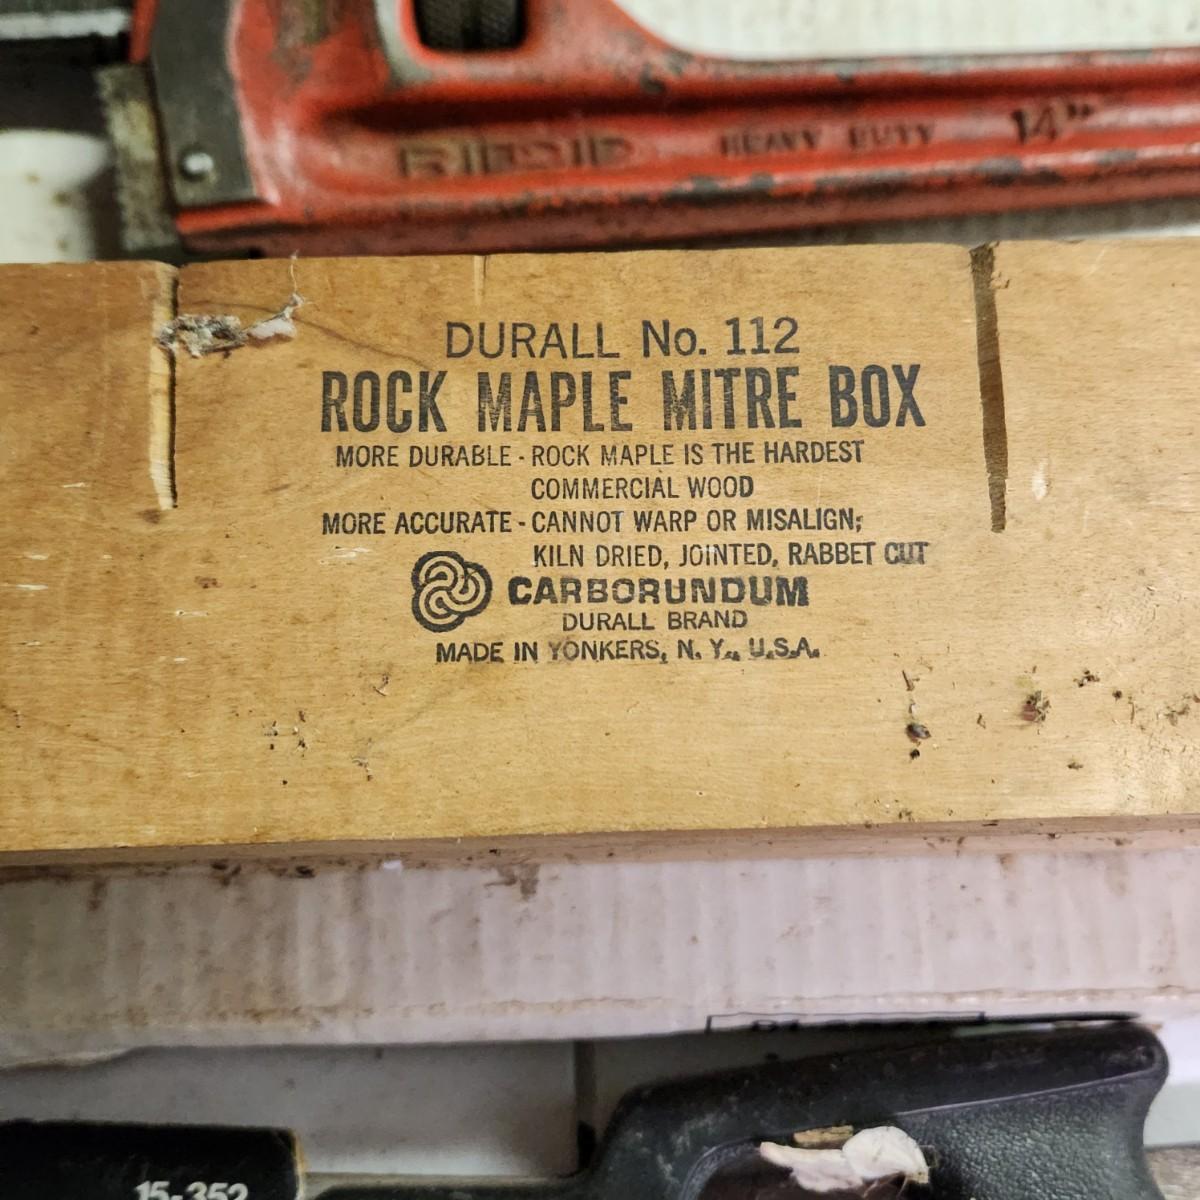 RIDGID HEAVY DUTY 14"
DURALL No. 112
ROCK MAPLE MITRE BOX
MORE DURABLE - ROCK MAPLE IS THE HARDEST
COMMERCIAL WOOD
MORE ACCURATE - CANNOT WARP OR MISALIGN;
KILN DRIED, JOINTED, RABBET CUT
CARBORUNDUM
DURALL BRAND
MADE IN YONKERS, N. Y., U.S.A.
15-352